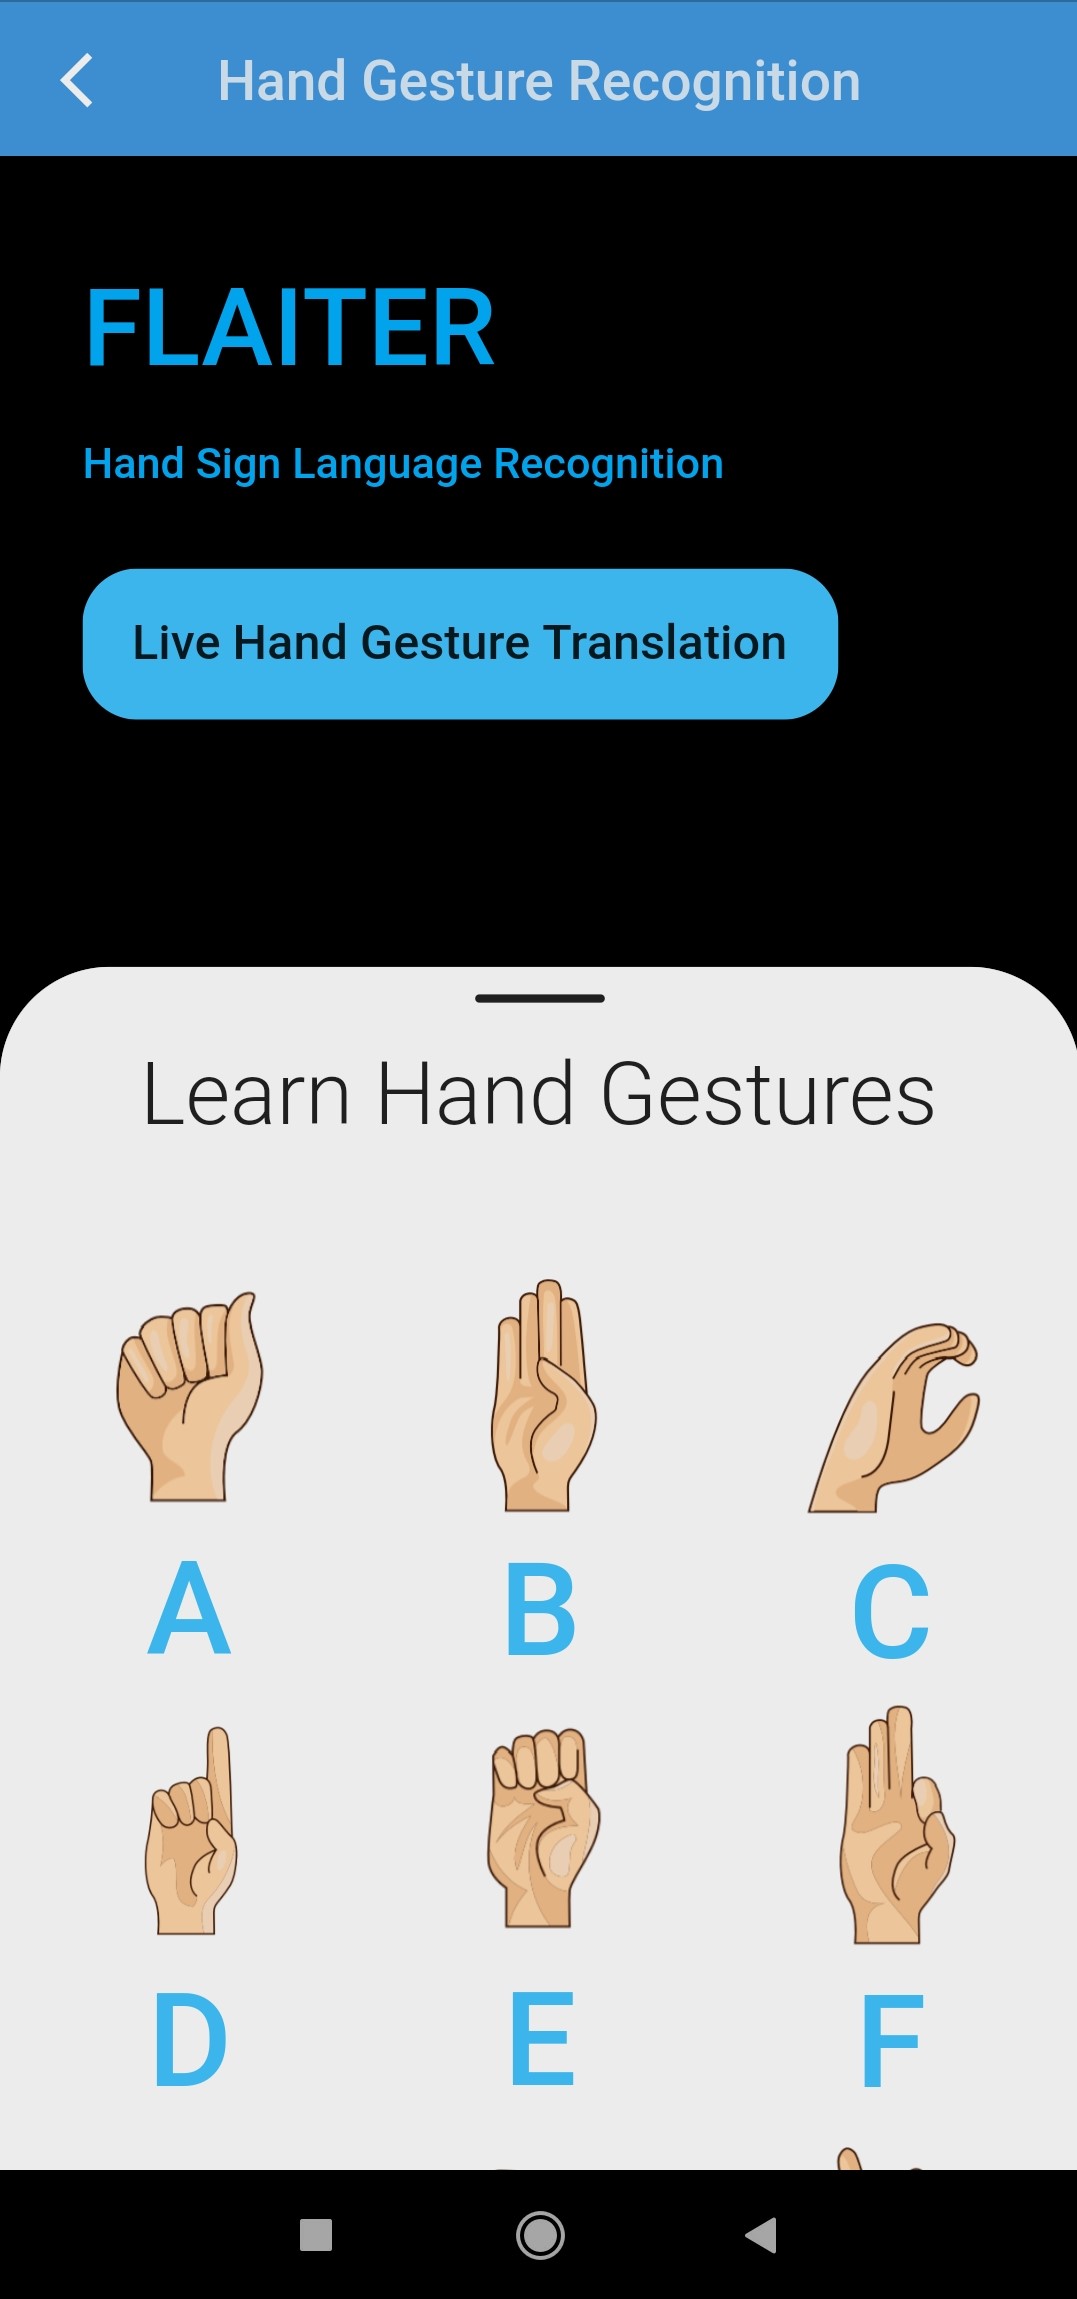 Hand Gesture Recognition
FLAITER
Hand Sign Language Recognition
Live Hand Gesture Translation
Learn Hand Gestures
A B C
D E F